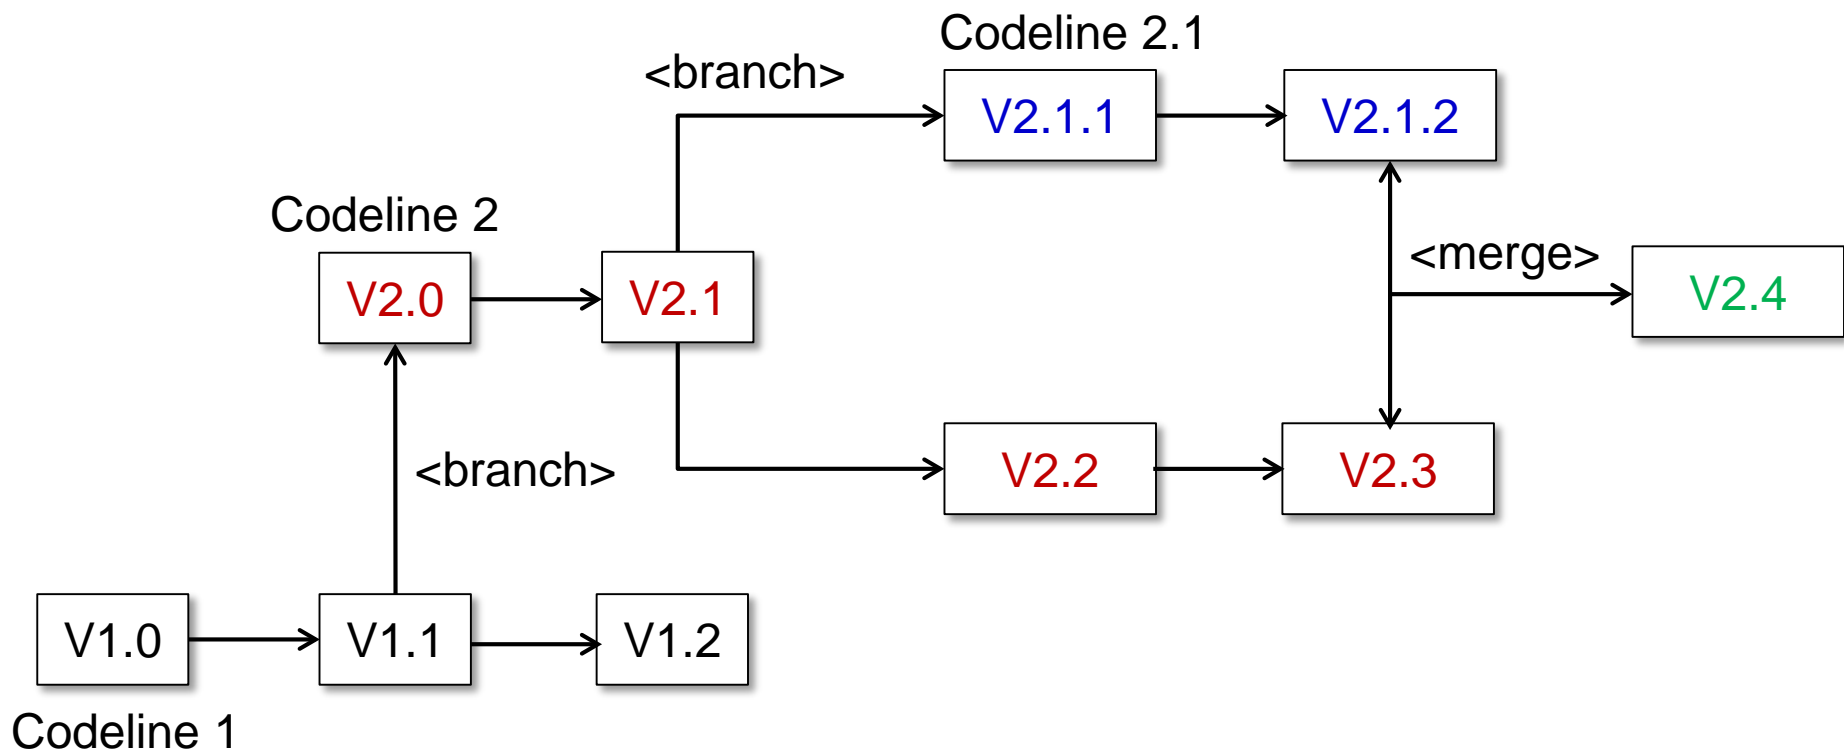 Codeline 2.1
<branch>
V2.1.1
V2.1.2
Codeline 2
<merge>
V2.0
V2.1
V2.4
<branch>
V2.2
V2.3
V1.0
V1.1
V1.2
Codeline 1